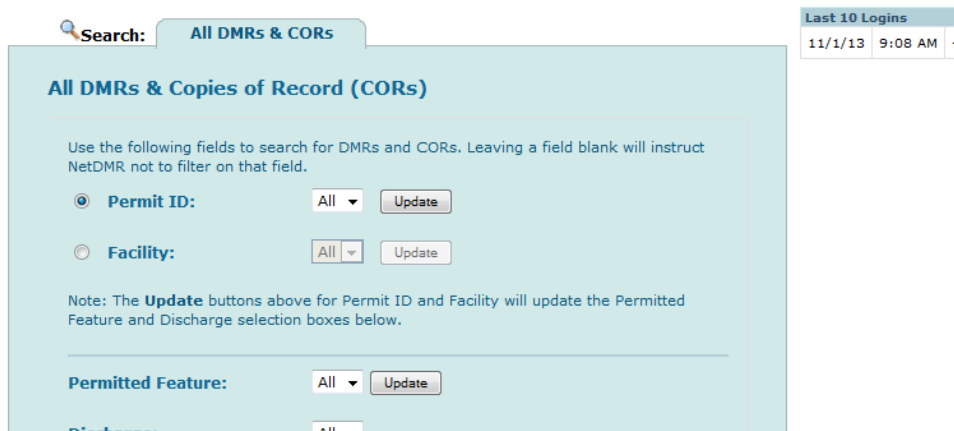 Search: All DMRs & CORs
Last 10 Logins
11/1/13 9:08 AM
All DMRs & Copies of Record (CORs)
Use the following fields to search for DMRs and CORs. Leaving a field blank will instruct
NetDMR not to filter on that field.
Permit ID: All Update
Facility: All Update
Note: The Update buttons above for Permit ID and Facility will update the Permitted
Feature and Discharge selection boxes below.
Permitted Feature: All Update
Discharge: All